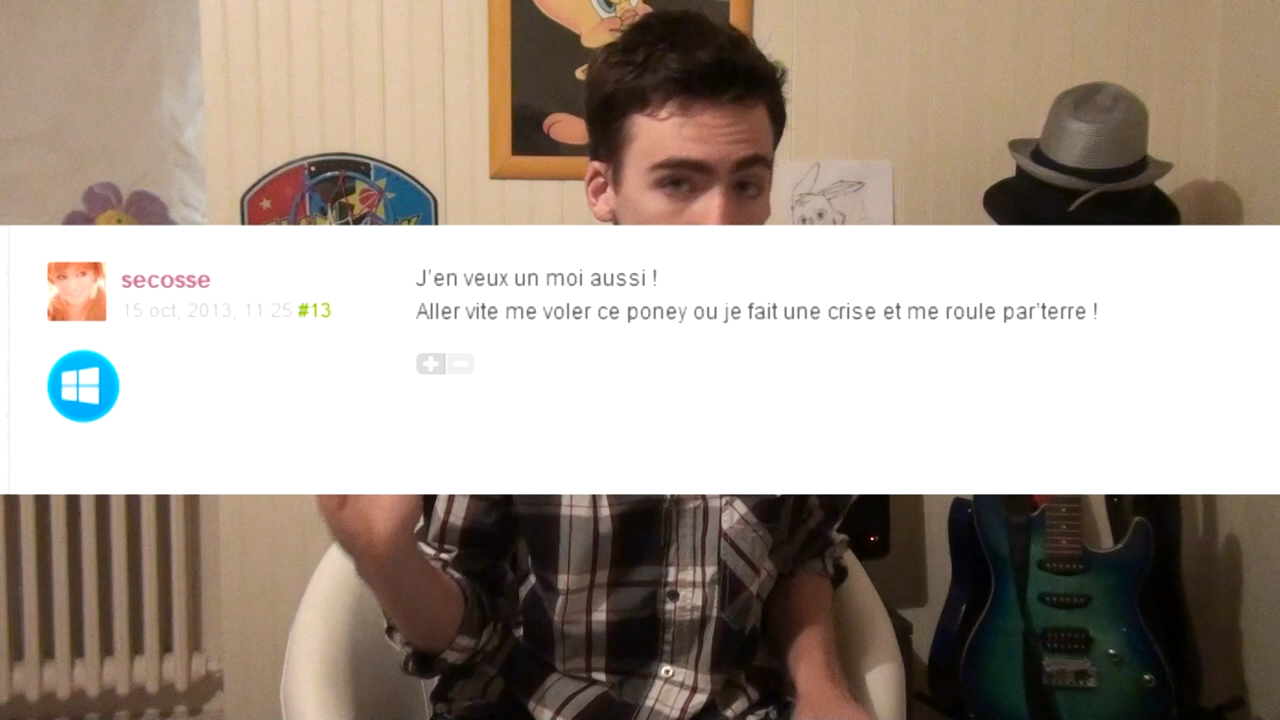 secosse
15 oct, 2013, 11:25 #13
J'en veux un moi aussi !
Aller vite me voler ce poney ou je fait une crise et me roule par'terre !